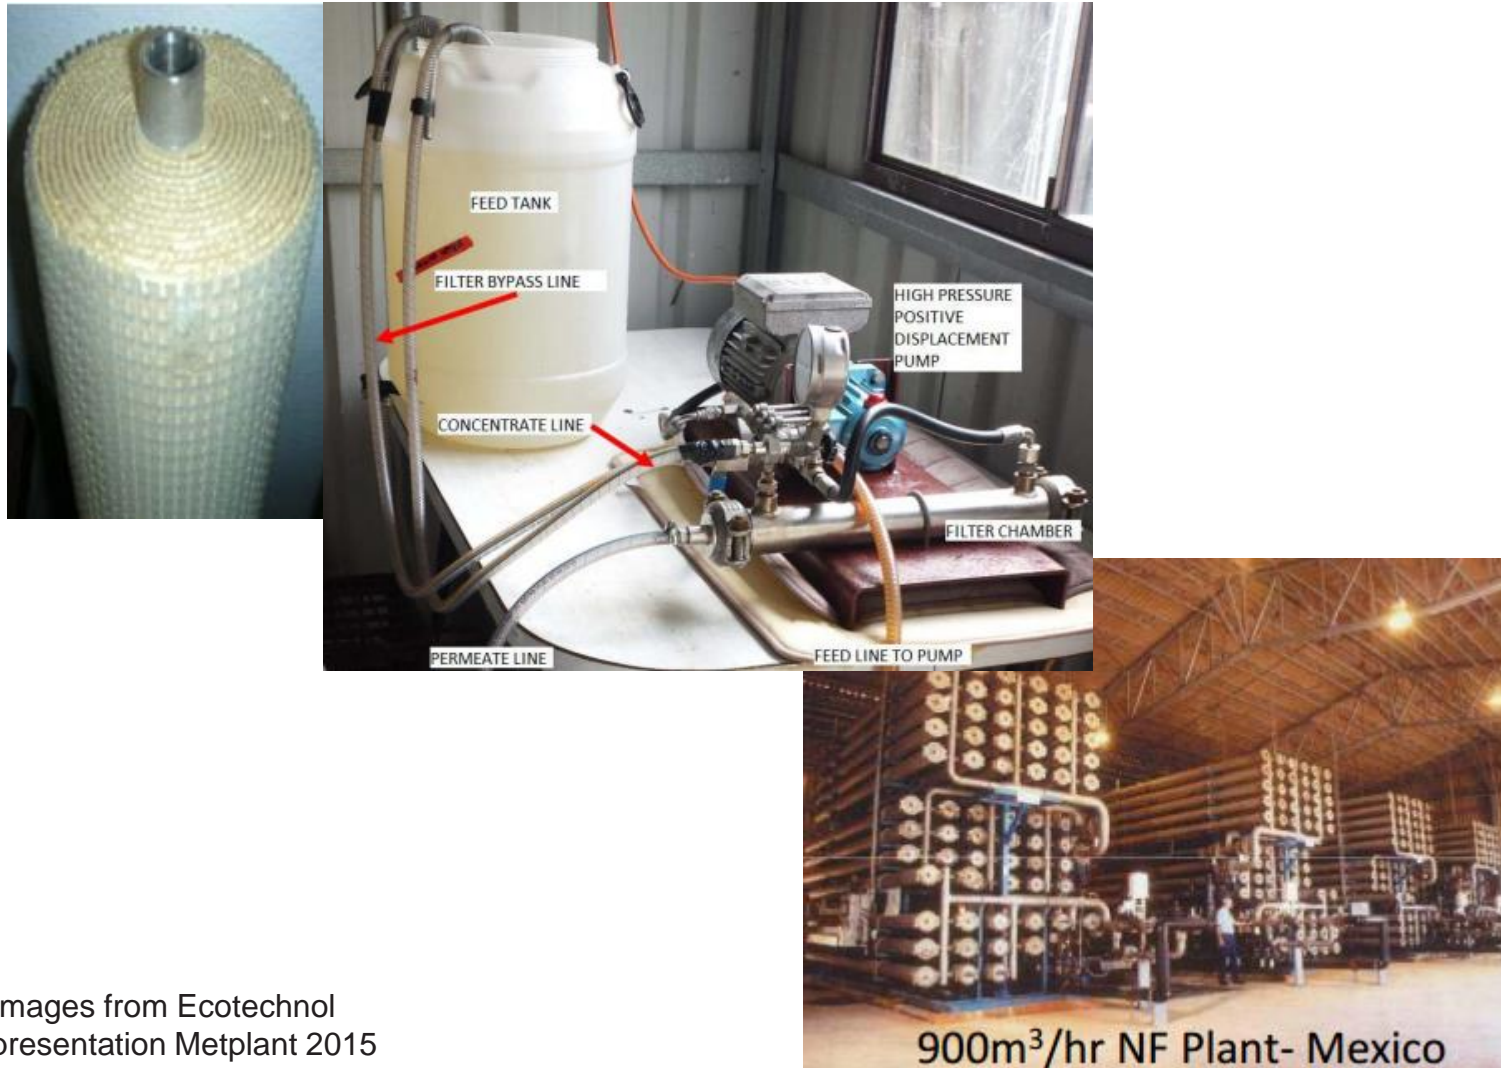 FEED TANK
FILTER BYPASS LINE
HIGH PRESSURE
POSITIVE
DISPLACEMENT
PUMP
CONCENTRATE LINE
FILTER CHAMBER
PERMEATE LINE
FEED LINE TO PUMP
mages from Ecotechnol
presentation Metplant 2015
900m³/hr NF Plant- Mexico